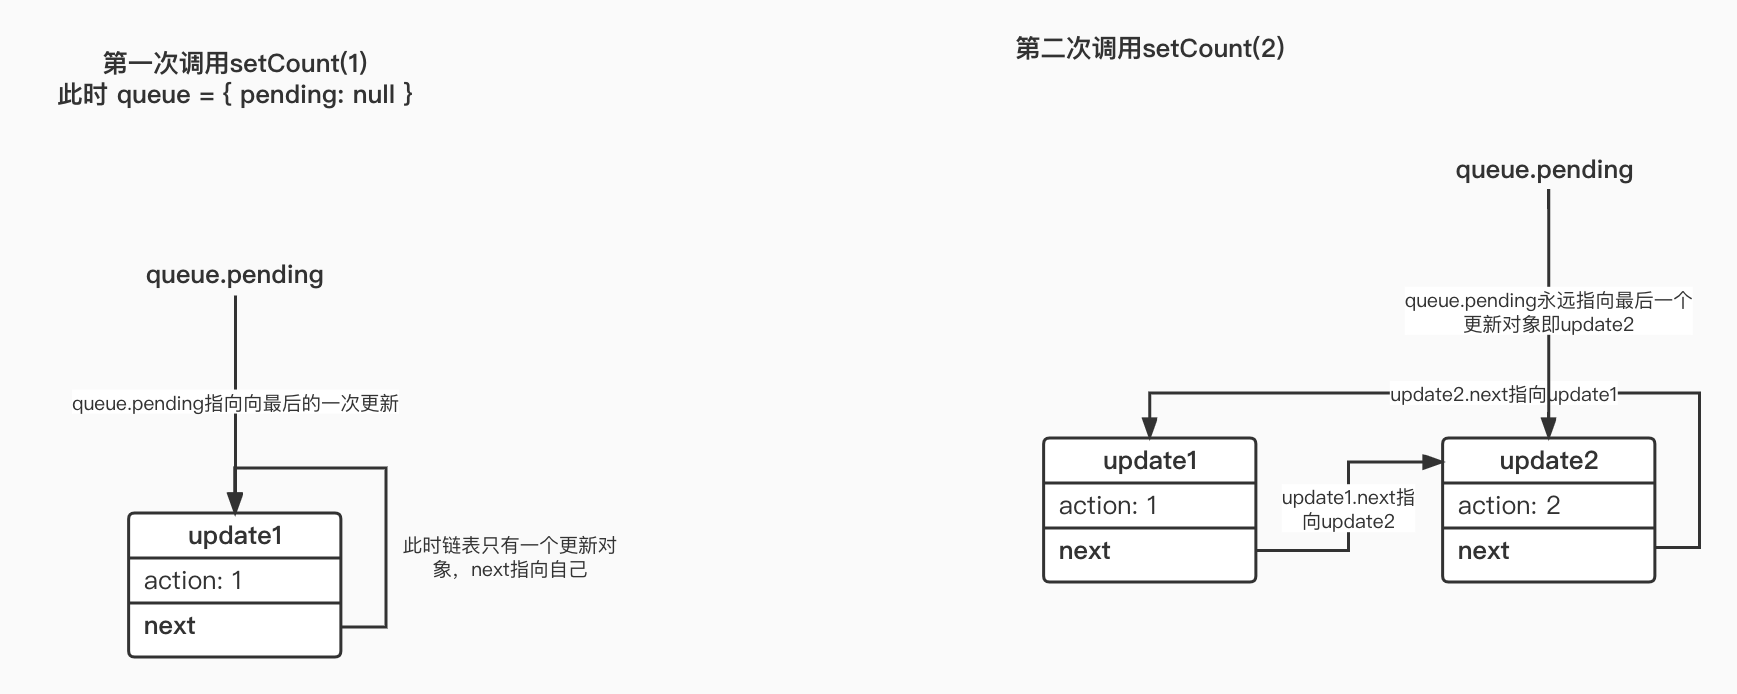 第一次调用setCount(1)
此时 queue = { pending: null }
queue.pending
queue.pending指向向最后的一次更新
update1
action: 1
next
此时链表只有一个更新对
象，next指向自己
第二次调用setCount(2)
queue.pending
queue.pending永远指向最后一个
更新对象即update2
update2.next指向update1
update1
action: 1
next
update1.next指
向update2
update2
action: 2
next